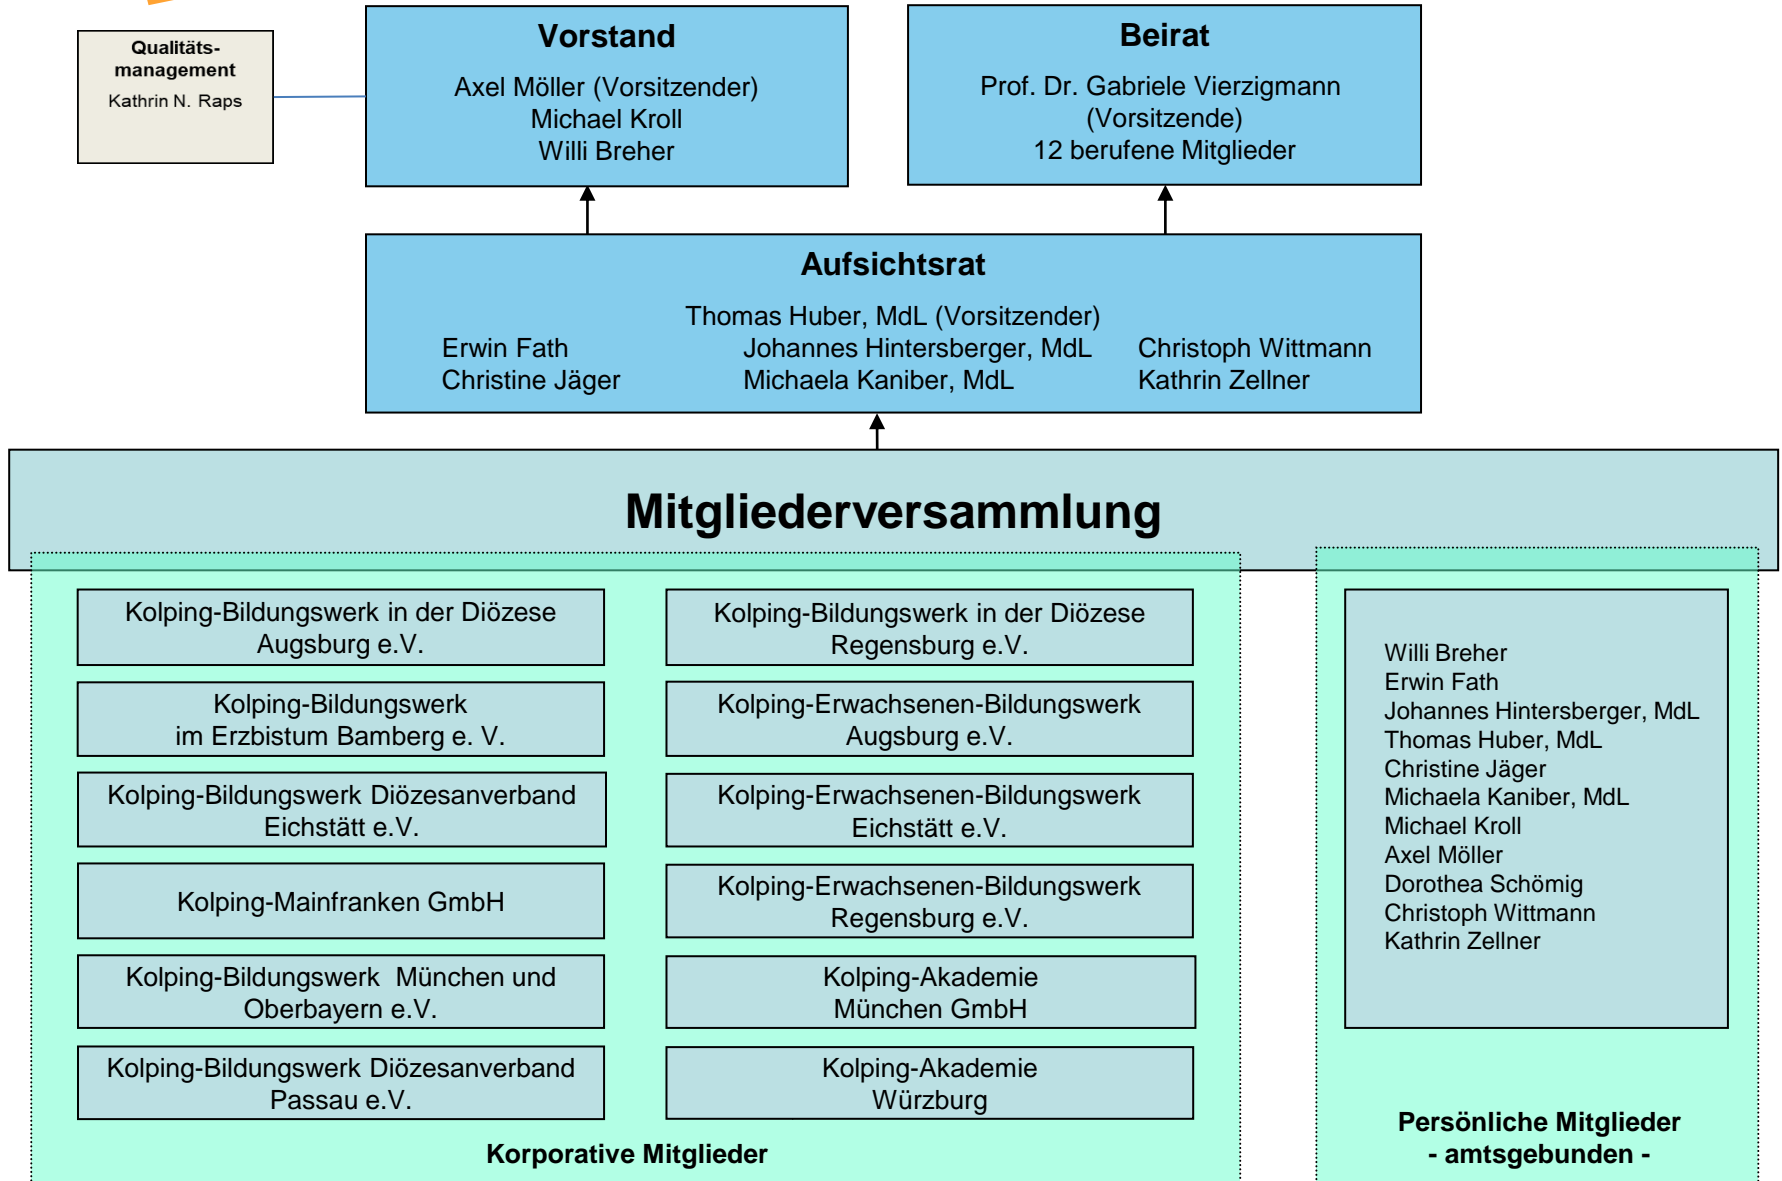 Qualitäts-
management
Kathrin N. Raps
Vorstand
Axel Möller (Vorsitzender)
Michael Kroll
Willi Breher
Beirat
Prof. Dr. Gabriele Vierzigmann
(Vorsitzende)
12 berufene Mitglieder
Aufsichtsrat
Thomas Huber, MdL (Vorsitzender)
Erwin Fath Johannes Hintersberger, MdL Christoph Wittmann
Christine Jäger Michaela Kaniber, MdL Kathrin Zellner
Mitgliederversammlung
Kolping-Bildungswerk in der Diözese
Augsburg e.V.
Kolping-Bildungswerk
im Erzbistum Bamberg e. V.
Kolping-Bildungswerk Diözesanverband
Eichstätt e.V.
Kolping-Mainfranken GmbH
Kolping-Bildungswerk München und
Oberbayern e.V.
Kolping-Bildungswerk Diözesanverband
Passau e.V.
Kolping-Bildungswerk in der Diözese
Regensburg e.V.
Kolping-Erwachsenen-Bildungswerk
Augsburg e.V.
Kolping-Erwachsenen-Bildungswerk
Eichstätt e.V.
Kolping-Erwachsenen-Bildungswerk
Regensburg e.V.
Kolping-Akademie
München GmbH
Kolping-Akademie
Würzburg
Korporative Mitglieder
Willi Breher
Erwin Fath
Johannes Hintersberger, MdL
Thomas Huber, MdL
Christine Jäger
Michaela Kaniber, MdL
Michael Kroll
Axel Möller
Dorothea Schömig
Christoph Wittmann
Kathrin Zellner
Persönliche Mitglieder
- amtsgebunden -